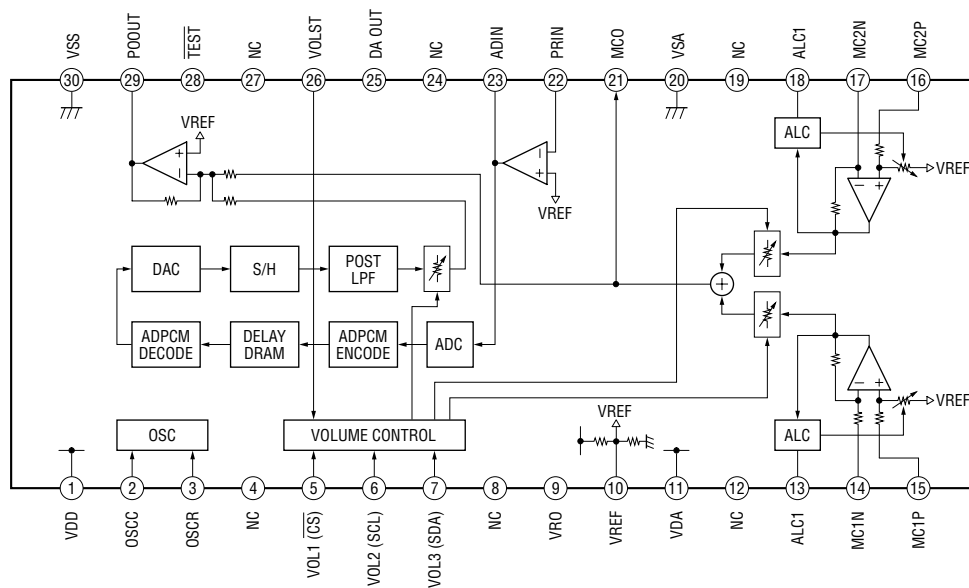 VSS
POOUT
TEST
NC
VOLST
DA OUT
NC
ADIN
PRIN
MCO
VSA
NC
ALC1
MC2N
MC2P
30
29
28
27
26
25
24
23
22
21
20
19
18
17
16
VREF
+
−
−
+
VREF
ALC
VREF
−
+
DAC
S/H
POST
LPF
+
ADPCM
DECODE
DELAY
DRAM
ADPCM
ENCODE
ADC
−
+
VREF
OSC
VOLUME CONTROL
VREF
ALC
1
2
3
4
5
6
7
8
9
10
11
12
13
14
15
VDD
OSCC
OSCR
NC
VOL1 (CS)
VOL2 (SCL)
VOL3 (SDA)
NC
VRO
VREF
VDA
NC
ALC1
MC1N
MC1P